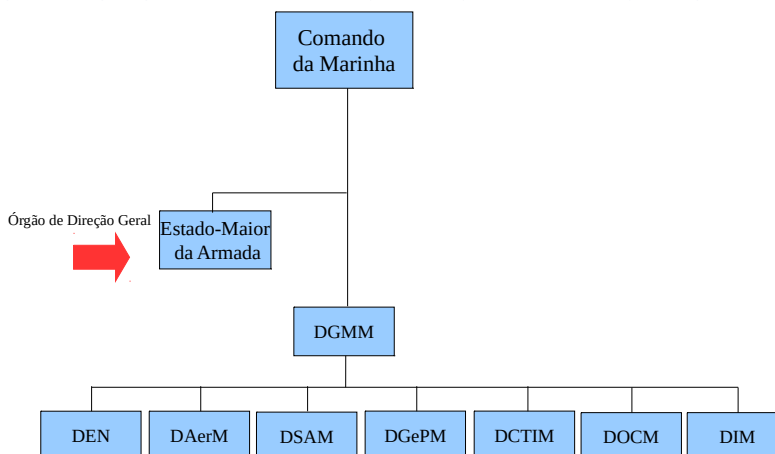 Comando
da Marinha
Órgão de Direção Geral
Estado-Maior
da Armada
DGMM
DEN
DAerM
DSAM
DGePM
DCTIM
DOCM
DIM